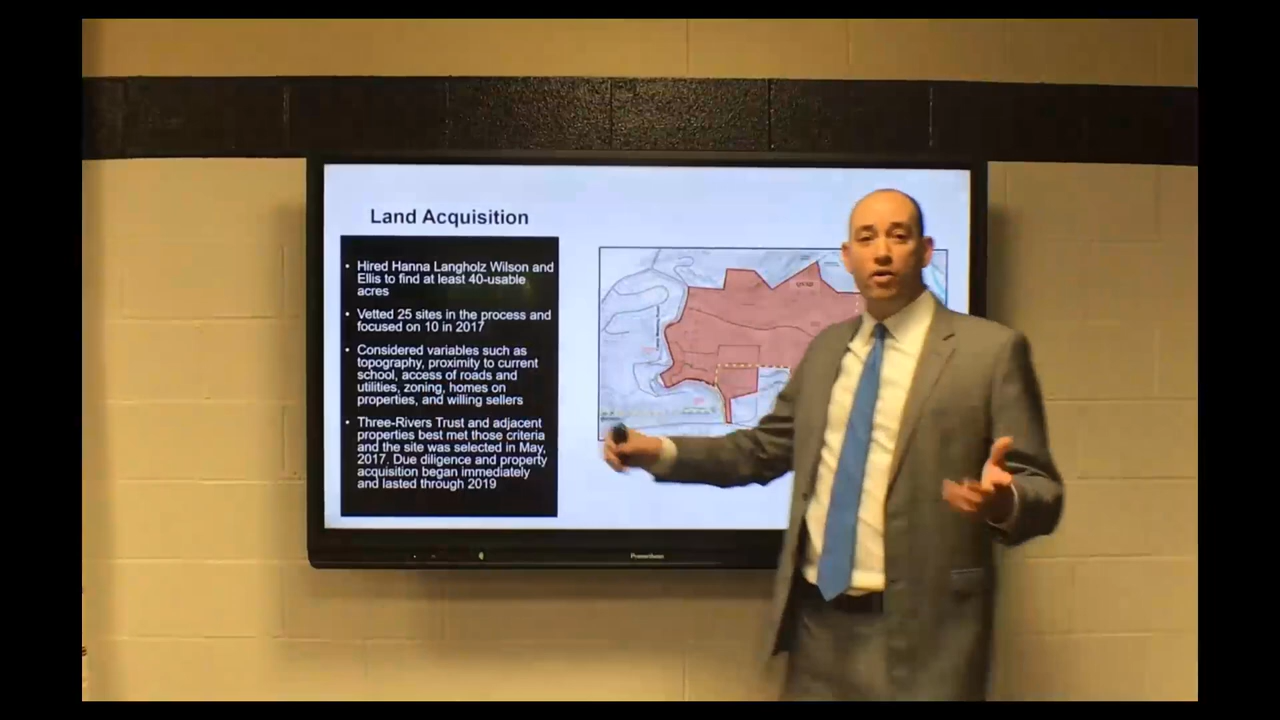 Land Acquisition
• Hired Hanna Langholz Wilson and
Ellis to find at least 40-usable
acres
• Vetted 25 sites in the process and
focused on 10 in 2017
• Considered variables such as
topography, proximity to current
school, access of roads and
utilities, zoning, homes on
properties, and willing sellers
• Three-Rivers Trust and adjacent
properties best met those criteria
and the site was selected in May,
2017. Due diligence and property
acquisition began immediately
and lasted through 2019
Promethean